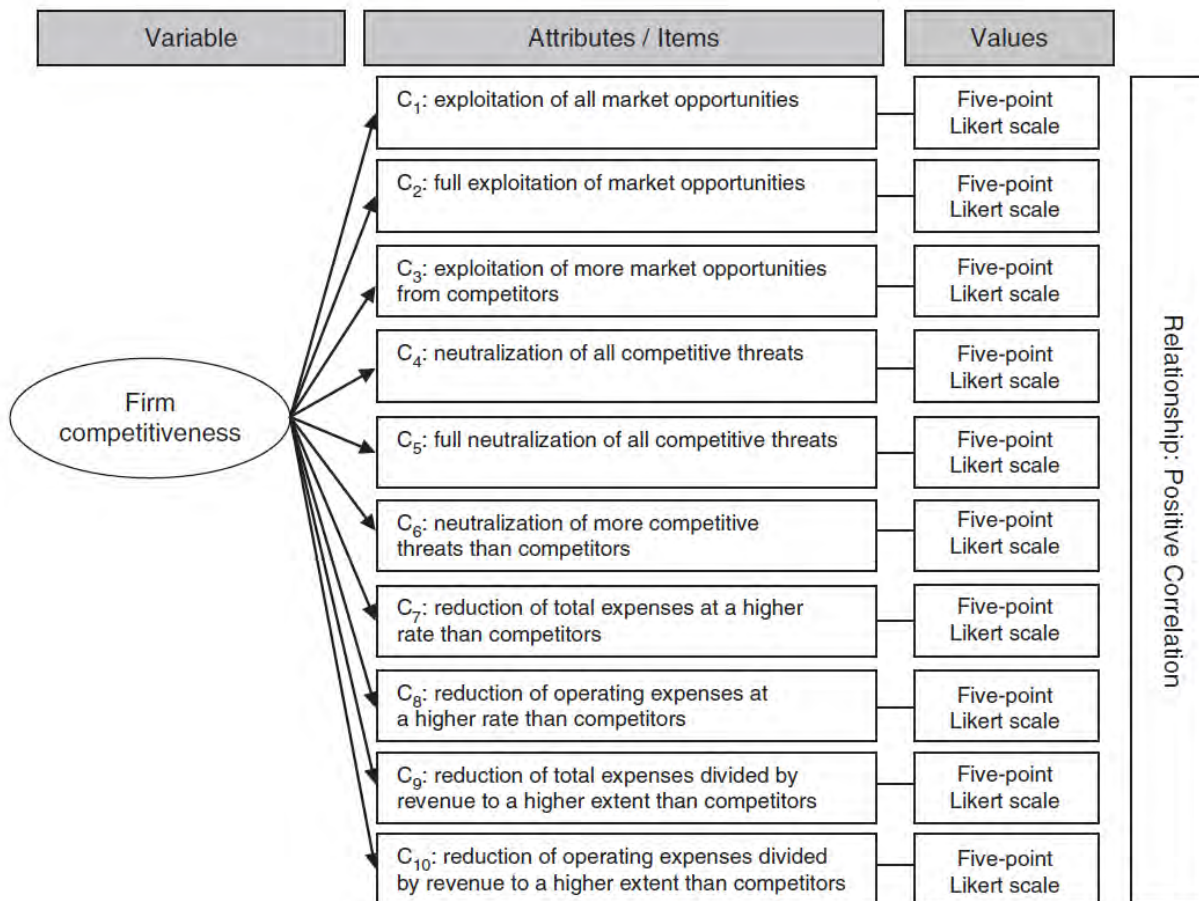 Variable
Attributes / Items
Values
C1: exploitation of all market opportunities
Five-point
Likert scale
C2: full exploitation of market opportunities
Five-point
Likert scale
C3: exploitation of more market opportunities
from competitors
Five-point
Likert scale
C4: neutralization of all competitive threats
Five-point
Likert scale
Firm
competitiveness
C5: full neutralization of all competitive threats
Five-point
Likert scale
C6: neutralization of more competitive
threats than competitors
Five-point
Likert scale
C7: reduction of total expenses at a higher
rate than competitors
Five-point
Likert scale
C8: reduction of operating expenses at
a higher rate than competitors
Five-point
Likert scale
C9: reduction of total expenses divided by
revenue to a higher extent than competitors
Five-point
Likert scale
C10: reduction of operating expenses divided
by revenue to a higher extent than competitors
Five-point
Likert scale
Relationship: Positive Correlation